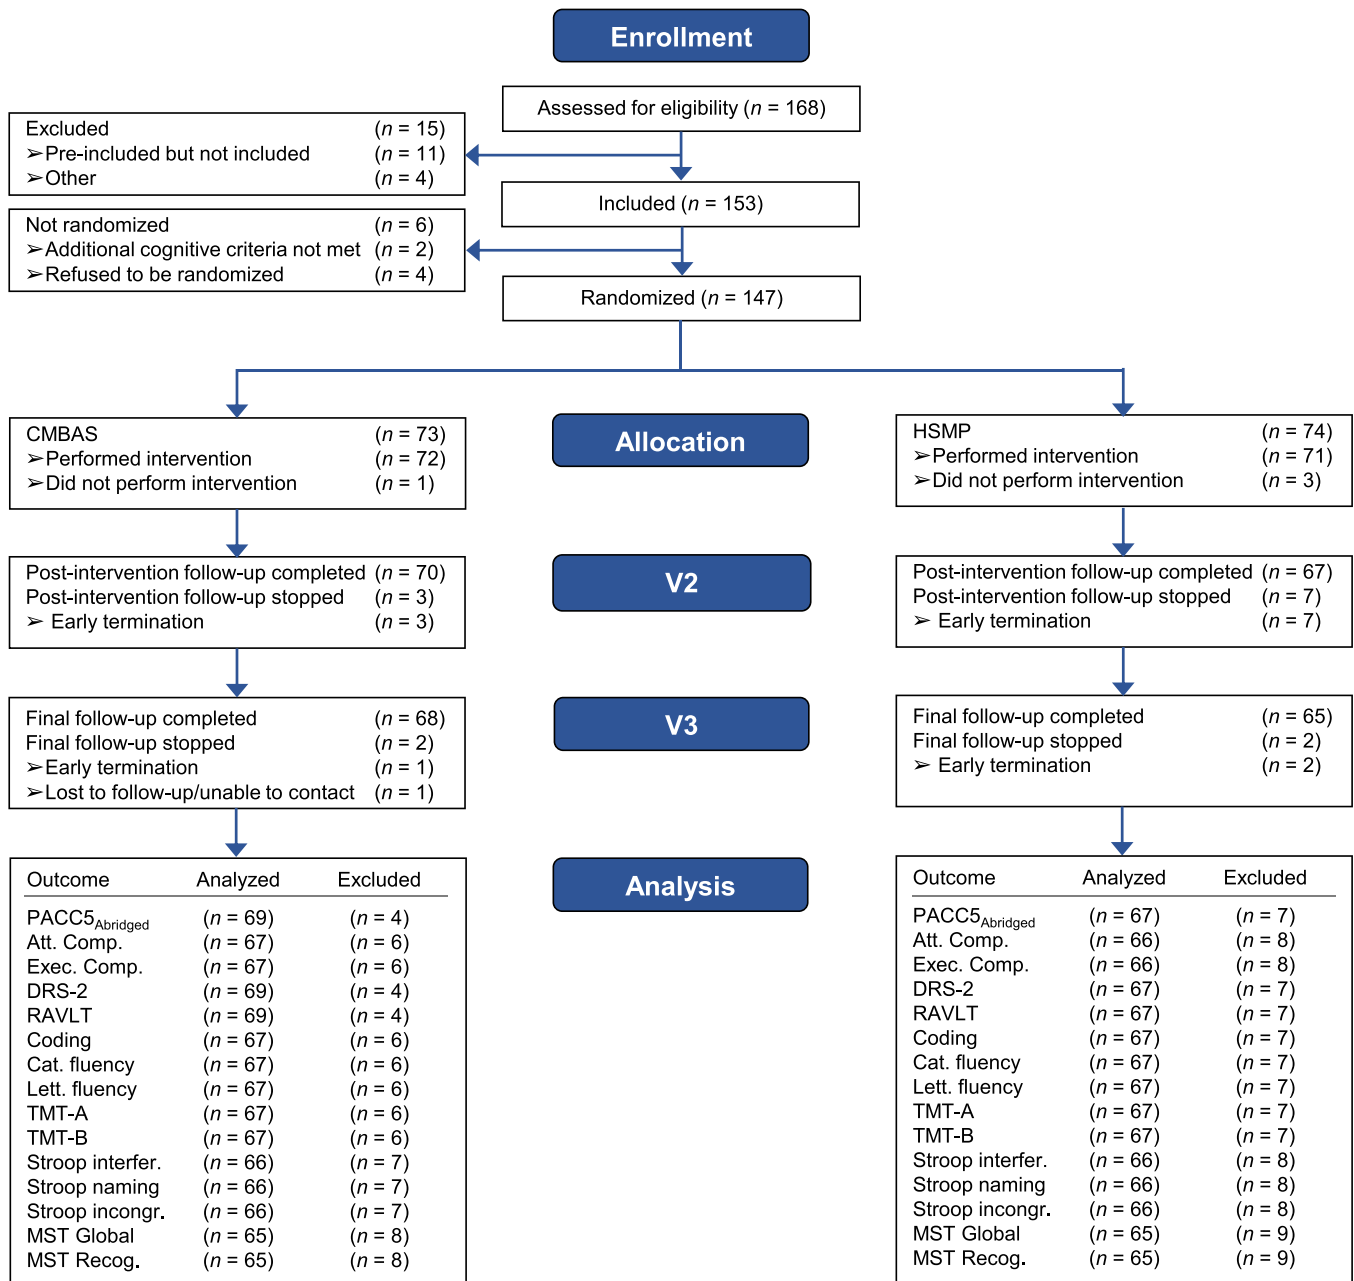 Enrollment
Assessed for eligibility (n = 168)
Excluded (n = 15)
➢Pre-included but not included (n = 11)
➢Other (n = 4)
Included (n = 153)
Not randomized (n = 6)
➢Additional cognitive criteria not met (n = 2)
➢Refused to be randomized (n = 4)
Randomized (n = 147)
Allocation
CMBAS (n = 73)
➢Performed intervention (n = 72)
➢Did not perform intervention (n = 1)
HSMP (n = 74)
➢Performed intervention (n = 71)
➢Did not perform intervention (n = 3)
V2
Post-intervention follow-up completed (n = 70)
Post-intervention follow-up stopped (n = 3)
➢ Early termination (n = 3)
Post-intervention follow-up completed (n = 67)
Post-intervention follow-up stopped (n = 7)
➢ Early termination (n = 7)
V3
Final follow-up completed (n = 68)
Final follow-up stopped (n = 2)
➢Early termination (n = 1)
➢Lost to follow-up/unable to contact (n = 1)
Final follow-up completed (n = 65)
Final follow-up stopped (n = 2)
➢ Early termination (n = 2)
Analysis
Outcome Analyzed Excluded
PACC5Abridged (n = 69) (n = 4)
Att. Comp. (n = 67) (n = 6)
Exec. Comp. (n = 67) (n = 6)
DRS-2 (n = 69) (n = 4)
RAVLT (n = 69) (n = 4)
Coding (n = 67) (n = 6)
Cat. fluency (n = 67) (n = 6)
Lett. fluency (n = 67) (n = 6)
TMT-A (n = 67) (n = 6)
TMT-B (n = 67) (n = 6)
Stroop interfer. (n = 66) (n = 7)
Stroop naming (n = 66) (n = 7)
Stroop incongr. (n = 66) (n = 7)
MST Global (n = 65) (n = 8)
MST Recog. (n = 65) (n = 8)
Outcome Analyzed Excluded
PACC5Abridged (n = 67) (n = 7)
Att. Comp. (n = 66) (n = 8)
Exec. Comp. (n = 66) (n = 8)
DRS-2 (n = 67) (n = 7)
RAVLT (n = 67) (n = 7)
Coding (n = 67) (n = 7)
Cat. fluency (n = 67) (n = 7)
Lett. fluency (n = 67) (n = 7)
TMT-A (n = 67) (n = 7)
TMT-B (n = 67) (n = 7)
Stroop interfer. (n = 66) (n = 8)
Stroop naming (n = 66) (n = 8)
Stroop incongr. (n = 66) (n = 8)
MST Global (n = 65) (n = 9)
MST Recog. (n = 65) (n = 9)